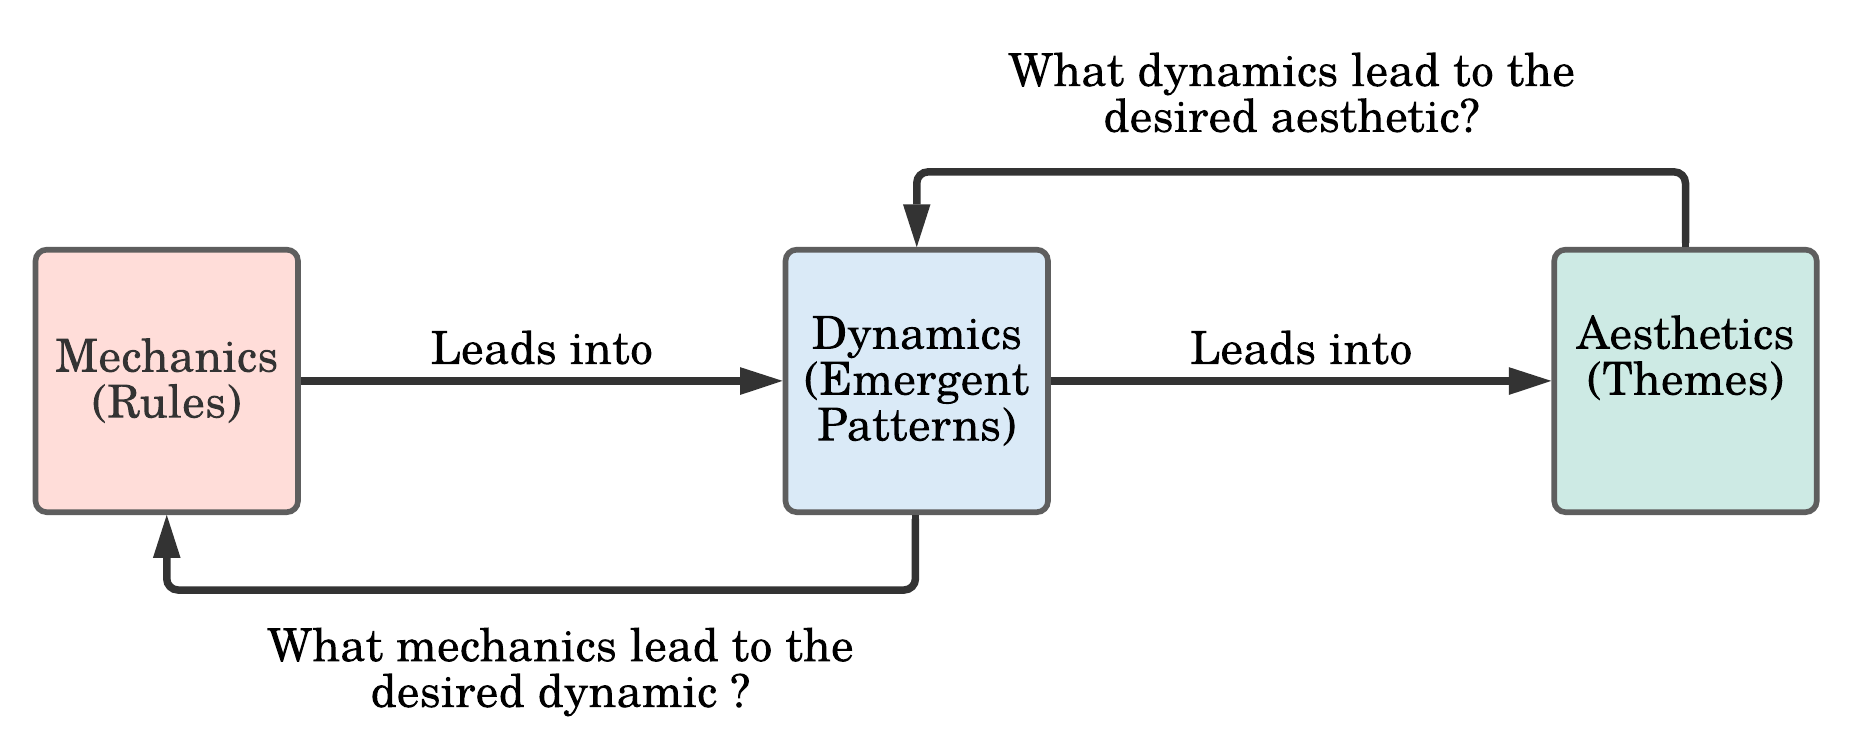 What dynamics lead to the
desired aesthetic?
Mechanics
(Rules)
Leads into
Dynamics
(Emergent
Patterns)
Leads into
Aesthetics
(Themes)
What mechanics lead to the
desired dynamic ?